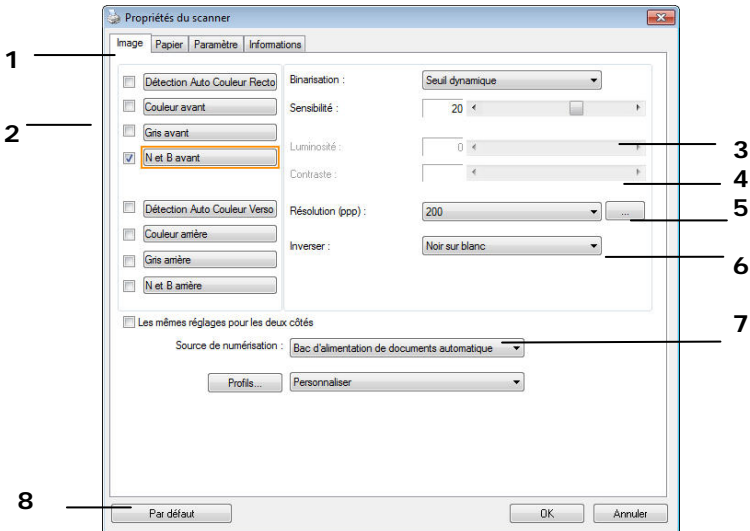 Propriétés du scanner
Image Papier Paramètre Informations
1
Détection Auto Couleur Recto
Binarisation :
Seuil dynamique
Couleur avant
Sensibilité :
20
2
Gris avant
N et B avant
Luminosité :
0
3
Contraste :
4
Détection Auto Couleur Verso
Résolution (ppp) :
200
...
5
Couleur arrière
Inverser :
Noir sur blanc
Gris arrière
6
N et B arrière
Les mêmes réglages pour les deux côtés
7
Source de numérisation :
Bac d'alimentation de documents automatique
Profils...
Personnaliser
8
Par défaut
OK
Annuler